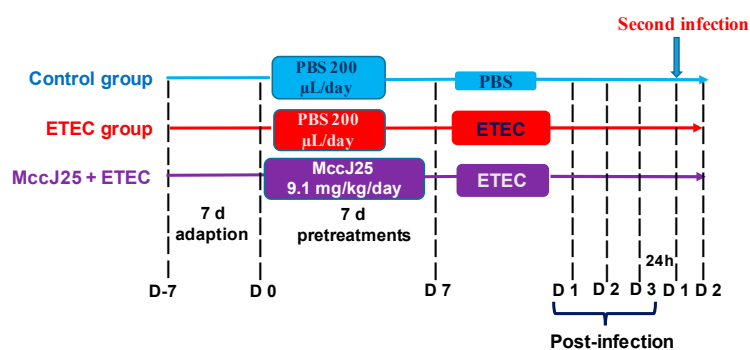 Second infection
Control group
PBS 200
µL/day
PBS
ETEC group
PBS 200
µL/day
ETEC
MccJ25 + ETEC
MccJ25
9.1 mg/kg/day
ETEC
7 d
adaption
7 d
pretreatments
24h
D-7
D 0
D 7
D 1
D 2
D 3
D 1
D 2
Post-infection